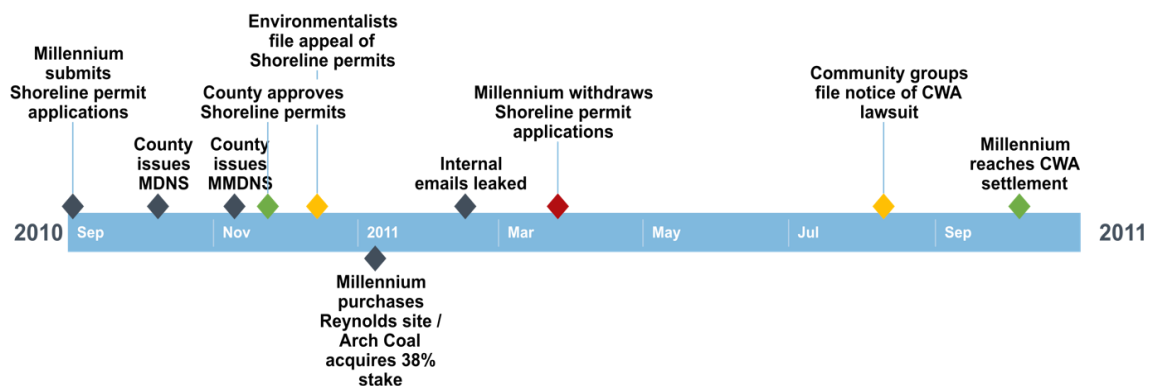 Millennium
submits
Shoreline permit
applications
County
issues
MDNS
County
issues
MMDNS
County approves
Shoreline permits
Environmentalists
file appeal of
Shoreline permits
Internal
emails leaked
Millennium withdraws
Shoreline permit
applications
Community groups
file notice of CWA
lawsuit
Millennium
reaches CWA
settlement
2010
Sep
Nov
2011
Mar
May
Jul
Sep
2011
Millennium
purchases
Reynolds site /
Arch Coal
acquires 38%
stake